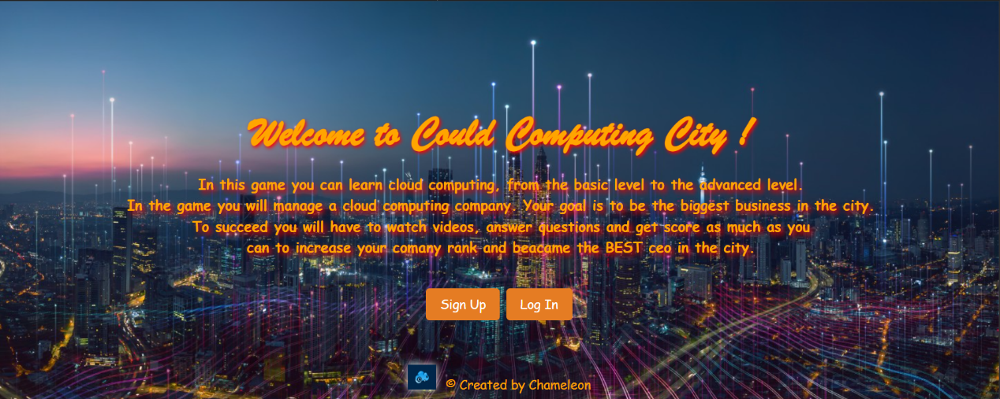 Welcome to Could Computing City !
In this game you can learn cloud computing, from the basic level to the advanced level.
In the game you will manage a cloud computing company. Your goal is to be the biggest business in the city.
To succeed you will have to watch videos, answer questions and get score as much as you
can to increase your comany rank and beacame the BEST ceo in the city.
Sign Up Log In
© Created by Chameleon